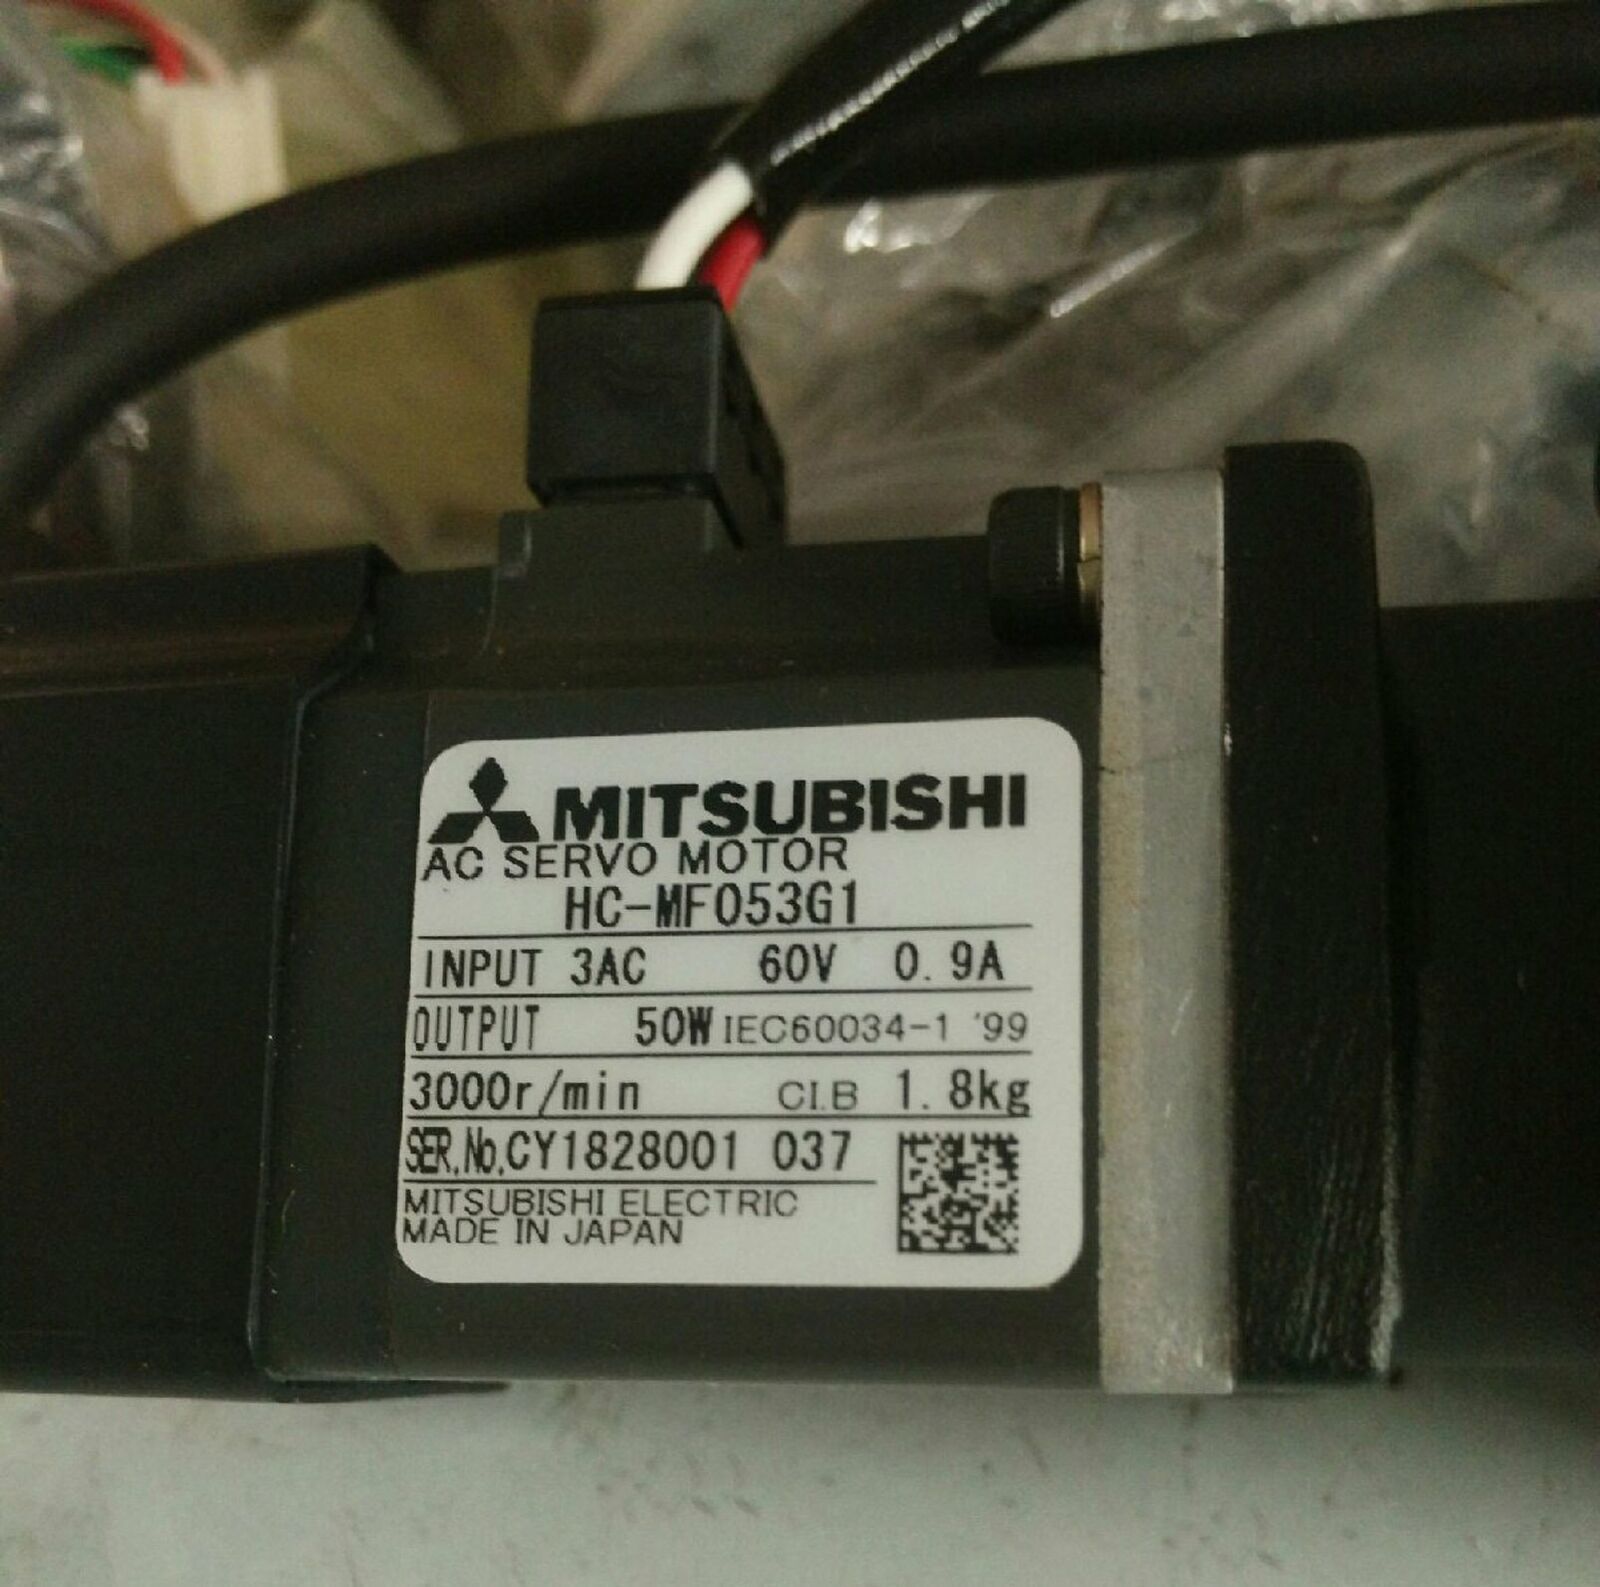 MITSUBISHI
AC SERVO MOTOR
HC-MF053G1
INPUT 3AC 60V 0.9A
OUTPUT 50W IEC60034-1 '99
3000r/min CI.B 1.8kg
SER.No.CY1828001 037
MITSUBISHI ELECTRIC
MADE IN JAPAN